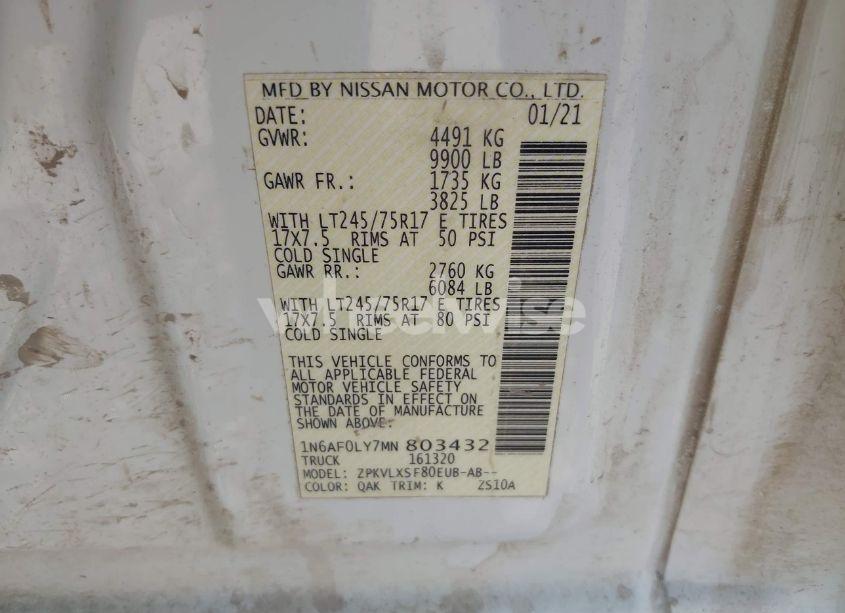 MFD BY NISSAN MOTOR CO., LTD.
DATE: 01/21
GVWR: 4491 KG
9900 LB
GAWR FR.: 1735 KG
3825 LB
WITH LT245/75R17 E TIRES
17X7.5 RIMS AT 50 PSI
COLD SINGLE
GAWR RR.: 2760 KG
6084 LB
WITH LT245/75R17 E TIRES
17X7.5 RIMS AT 80 PSI
COLD SINGLE
wheelwise
THIS VEHICLE CONFORMS TO
ALL APPLICABLE FEDERAL
MOTOR VEHICLE SAFETY
STANDARDS IN EFFECT ON
THE DATE OF MANUFACTURE
SHOWN ABOVE.
1N6AF0LY7MN 803432
TRUCK 161320
MODEL: ZPKVLXSF80EUB-AB--
COLOR: QAK TRIM: K ZS10A